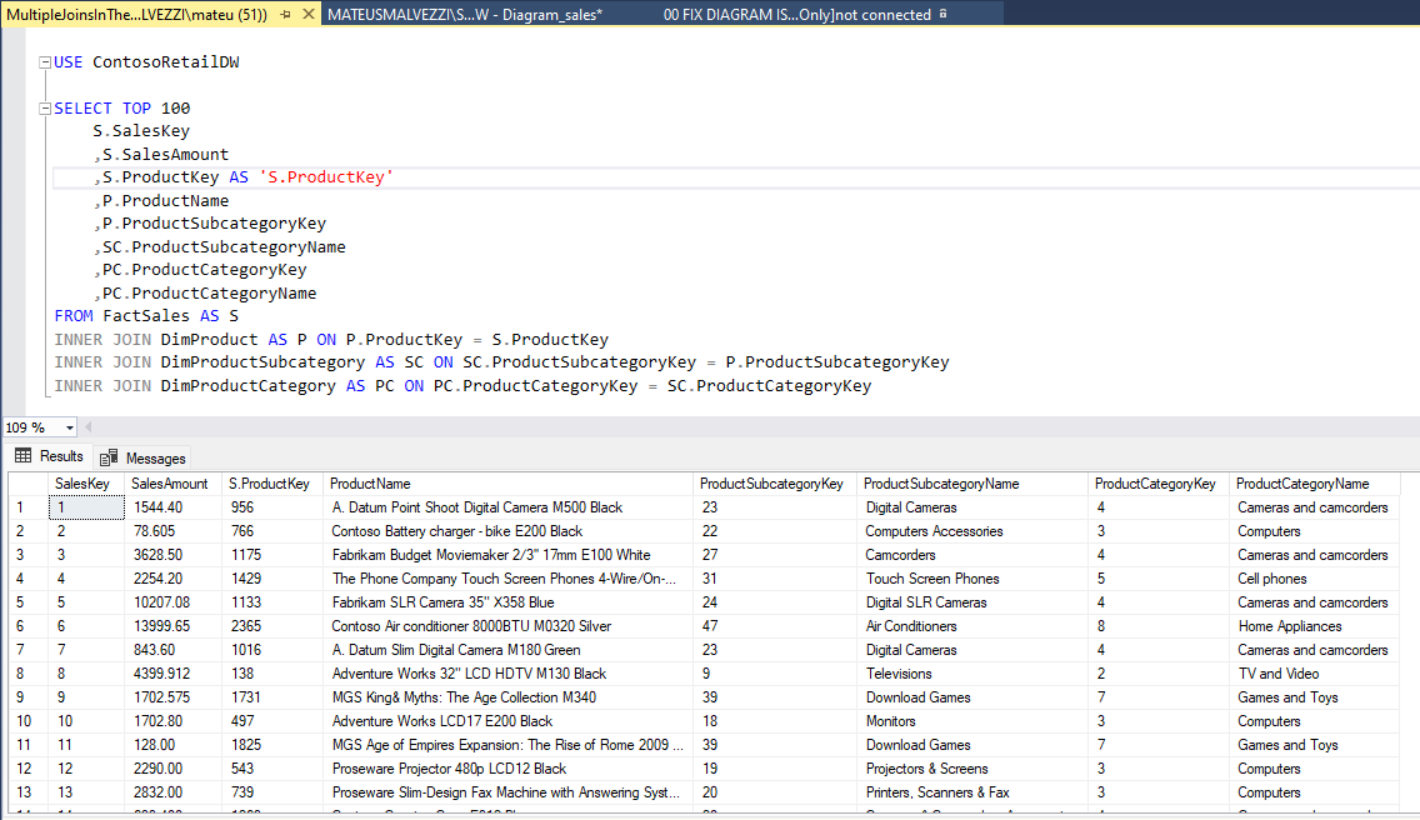 MultipleJoinsInThe...LVEZZI\mateu (51)) MATEUSMALVEZZI\S...W - Diagram_sales* 00 FIX DIAGRAM IS...Only]not connected
USE ContosoRetailDW
SELECT TOP 100
S.SalesKey
,S.SalesAmount
,S.ProductKey AS 'S.ProductKey'
,P.ProductName
,P.ProductSubcategoryKey
,SC.ProductSubcategoryName
,PC.ProductCategoryKey
,PC.ProductCategoryName
FROM FactSales AS S
INNER JOIN DimProduct AS P ON P.ProductKey = S.ProductKey
INNER JOIN DimProductSubcategory AS SC ON SC.ProductSubcategoryKey = P.ProductSubcategoryKey
INNER JOIN DimProductCategory AS PC ON PC.ProductCategoryKey = SC.ProductCategoryKey
109 %
Results Messages
SalesKey SalesAmount S.ProductKey ProductName ProductSubcategoryKey ProductSubcategoryName ProductCategoryKey ProductCategoryName
1 1 1544.40 956 A. Datum Point Shoot Digital Camera M500 Black 23 Digital Cameras 4 Cameras and camcorders
2 2 78.605 766 Contoso Battery charger - bike E200 Black 22 Computers Accessories 3 Computers
3 3 3628.50 1175 Fabrikam Budget Moviemaker 2/3" 17mm E100 White 27 Camcorders 4 Cameras and camcorders
4 4 2254.20 1429 The Phone Company Touch Screen Phones 4-Wire/On-... 31 Touch Screen Phones 5 Cell phones
5 5 10207.08 1133 Fabrikam SLR Camera 35" X358 Blue 24 Digital SLR Cameras 4 Cameras and camcorders
6 6 13999.65 2365 Contoso Air conditioner 8000BTU M0320 Silver 47 Air Conditioners 8 Home Appliances
7 7 843.60 1016 A. Datum Slim Digital Camera M180 Green 23 Digital Cameras 4 Cameras and camcorders
8 8 4399.912 138 Adventure Works 32" LCD HDTV M130 Black 9 Televisions 2 TV and Video
9 9 1702.575 1731 MGS King& Myths: The Age Collection M340 39 Download Games 7 Games and Toys
10 10 1702.80 497 Adventure Works LCD17 E200 Black 18 Monitors 3 Computers
11 11 128.00 1825 MGS Age of Empires Expansion: The Rise of Rome 2009 ... 39 Download Games 7 Games and Toys
12 12 2290.00 543 Proseware Projector 480p LCD12 Black 19 Projectors & Screens 3 Computers
13 13 2832.00 739 Proseware Slim-Design Fax Machine with Answering Syst... 20 Printers, Scanners & Fax 3 Computers